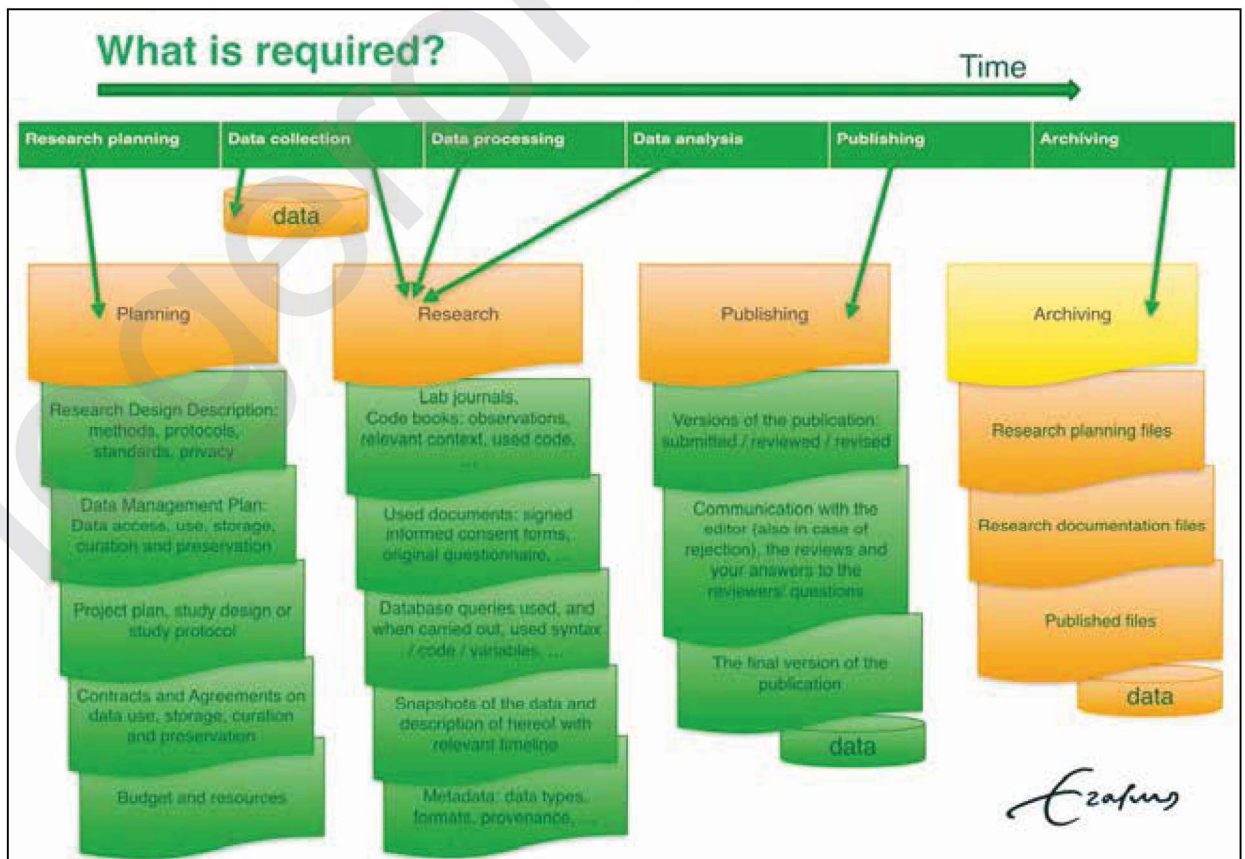 What is required?
Time
Research planning
Data collection
Data processing
Data analysis
Publishing
Archiving
data
Planning
Research Design Description:
methods, protocols,
standards, privacy
Data Management Plan:
Data access, use, storage,
curation and preservation
Project plan, study design or
study protocol
Contracts and Agreements on
data use, storage, curation
and preservation
Budget and resources
Research
Lab journals,
Code books: observations,
relevant context, used code,
...
Used documents: signed
informed consent forms,
original questionnaire, ...
Database queries used, and
when carried out, used syntax
/ code / variables, ...
Snapshots of the data and
description of hereof with
relevant timeline
Metadata: data types,
formats, provenance, ...
Publishing
Versions of the publication:
submitted / reviewed / revised
Communication with the
editor (also in case of
rejection), the reviews and
your answers to the
reviewers' questions
The final version of the
publication
data
Archiving
Research planning files
Research documentation files
Published files
data
Erasmus